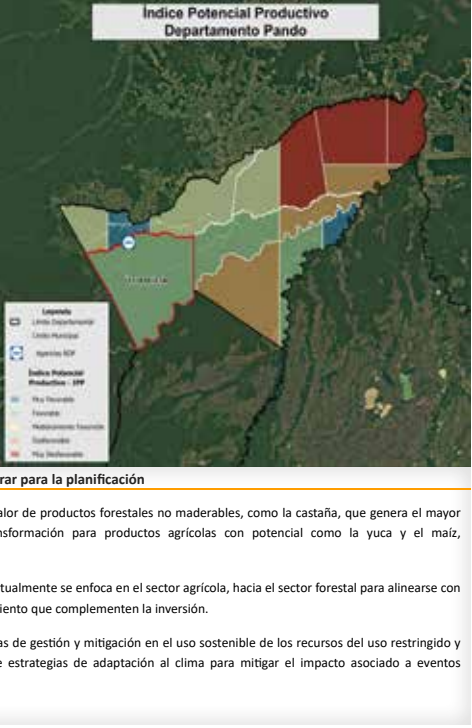 Índice Potencial Productivo
Departamento Pando
Leyenda
Límite Departamental
Límite Municipal
Agencias BDP
Índice Potencial
Productivo - IPP
Muy Favorable
Favorable
Medianamente Favorable
Desfavorable
Muy Desfavorable
rar para la planificación
alor de productos forestales no maderables, como la castaña, que genera el mayor
nsformación para productos agrícolas con potencial como la yuca y el maíz,
ctualmente se enfoca en el sector agrícola, hacia el sector forestal para alinearse con
iento que complementen la inversión.
as de gestión y mitigación en el uso sostenible de los recursos del uso restringido y
e estrategias de adaptación al clima para mitigar el impacto asociado a eventos